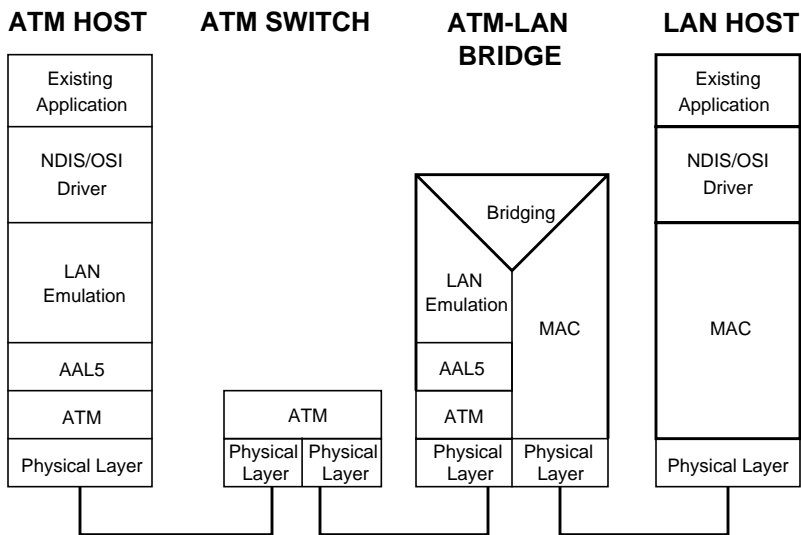 ATM HOST
ATM SWITCH
ATM-LAN
BRIDGE
LAN HOST
Existing
Application
NDIS/OSI
Driver
LAN
Emulation
AAL5
ATM
Physical Layer
ATM
Physical
Layer
Physical
Layer
Bridging
LAN
Emulation
AAL5
ATM
MAC
Physical
Layer
Physical
Layer
Existing
Application
NDIS/OSI
Driver
MAC
Physical Layer